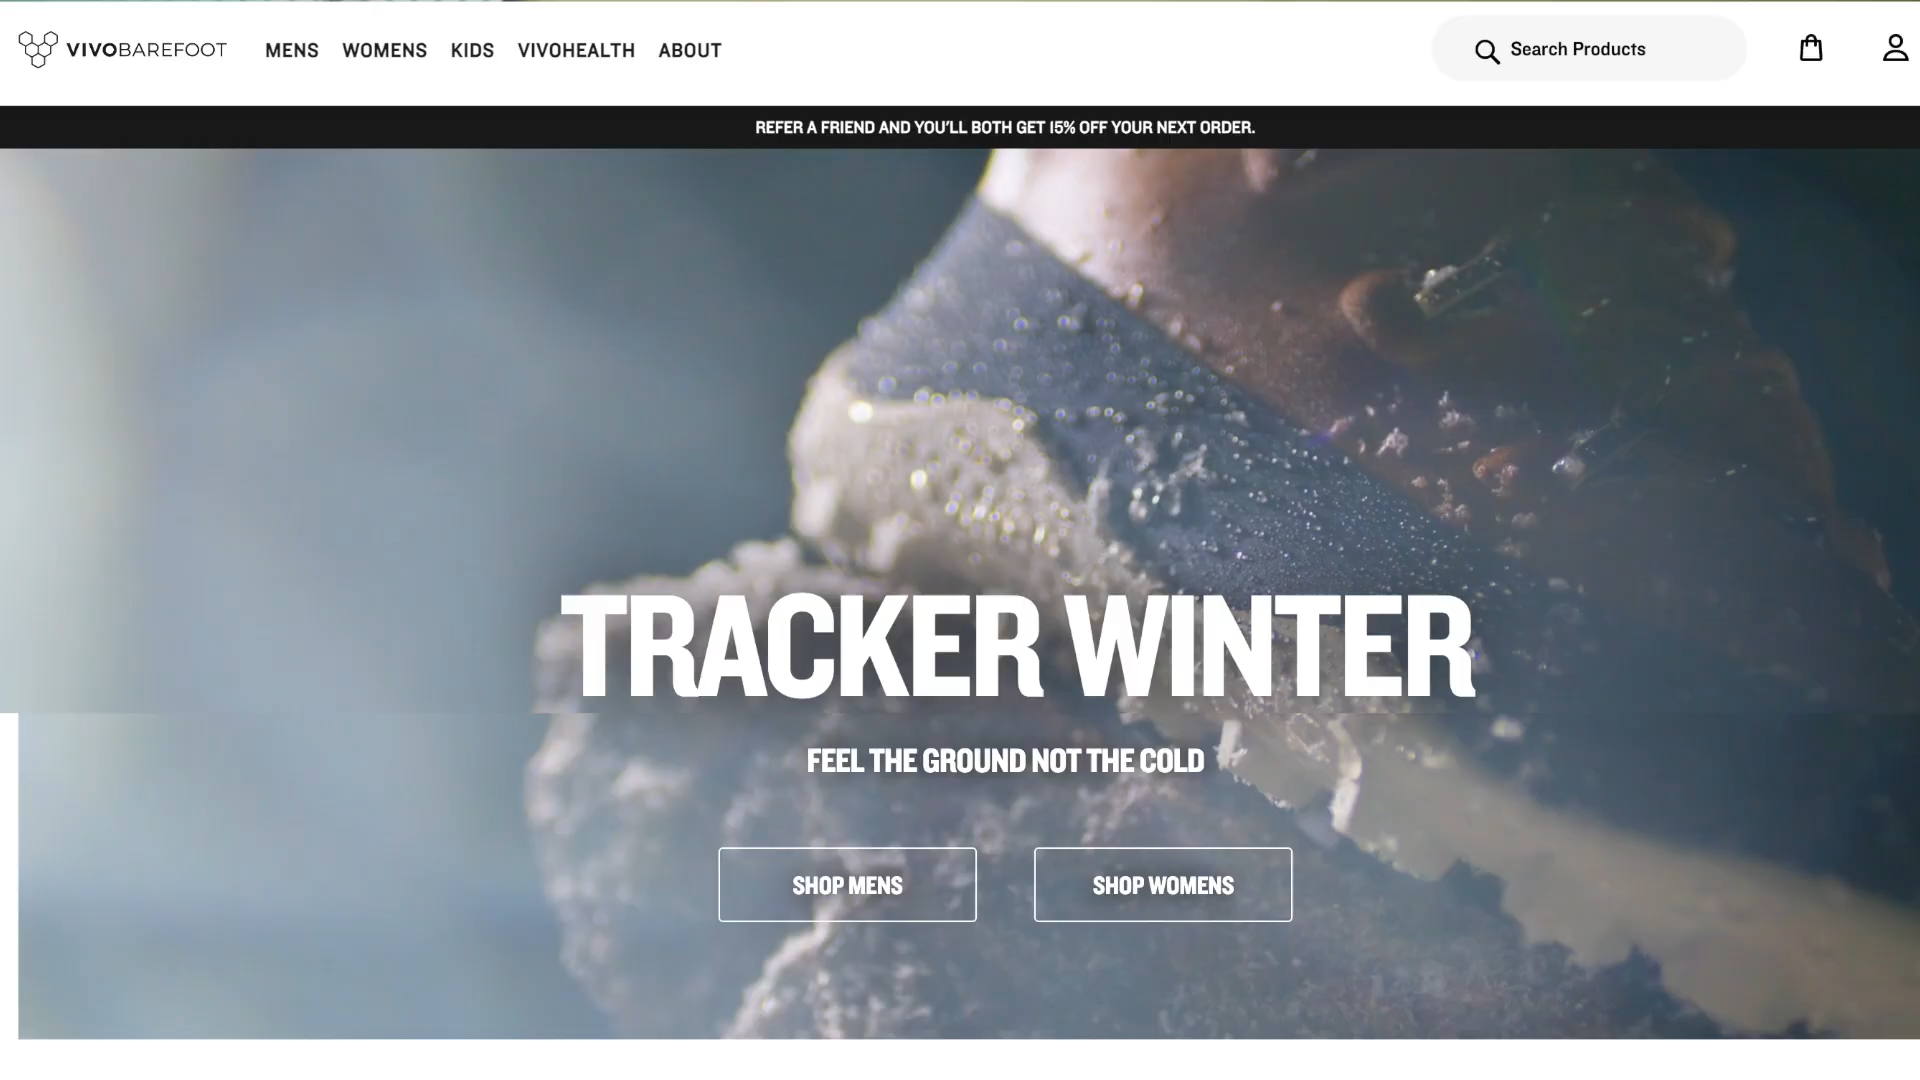 VIVOBAREFOOT
MENS WOMENS KIDS VIVOHEALTH ABOUT
Search Products
REFER A FRIEND AND YOU'LL BOTH GET 15% OFF YOUR NEXT ORDER.
TRACKER WINTER
FEEL THE GROUND NOT THE COLD
SHOP MENS
SHOP WOMENS